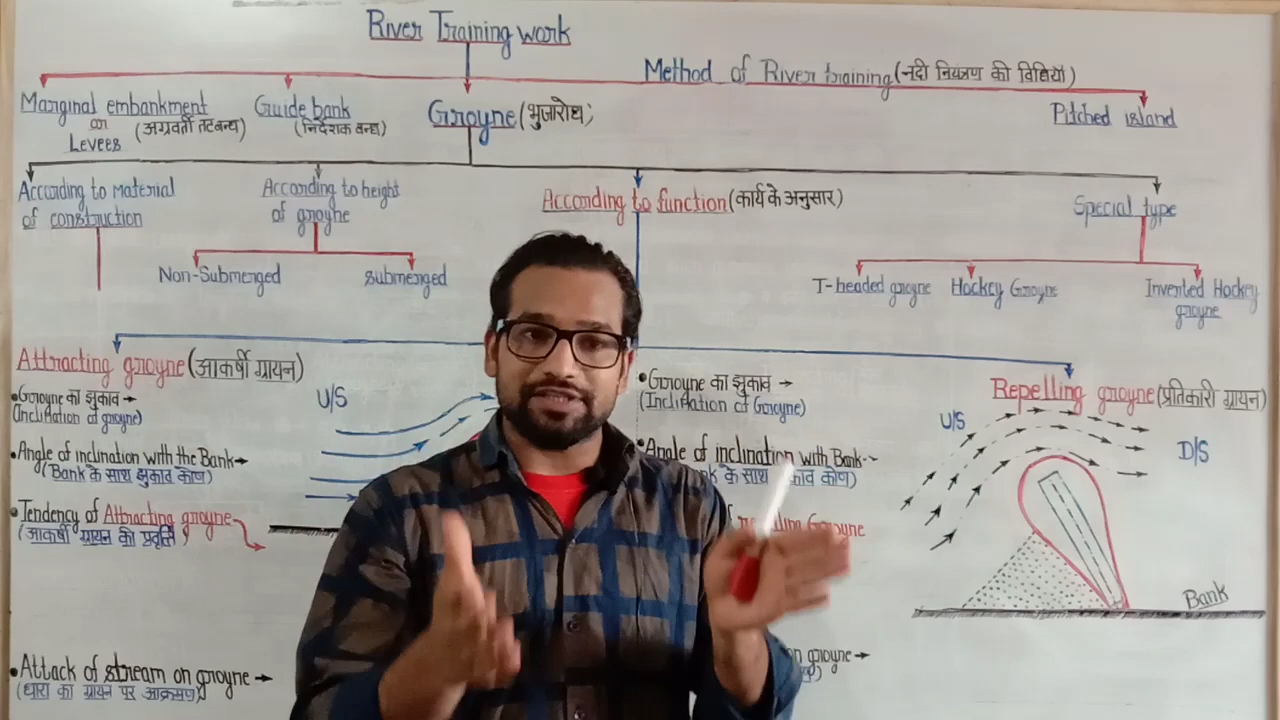 River Training work
Method of River training (नदी नियंत्रण की विधियां)
Marginal embankment
or
Levees
(अग्रवर्ती तटबन्ध)
Guide bank
(निर्देशक बन्ध)
Groyne (भुजारोध)
Pitched island
According to Material
of construction
According to height
of groyne
According to function (कार्य के अनुसार)
Special type
Non-Submerged
submerged
T-headed groyne
Hockey Groyne
Invented Hockey
groyne
Attracting groyne (आकर्षी ग्रायन)
•Groyne का झुकाव →
(Inclination of groyne)
•Angle of inclination with the Bank→
(Bank के साथ झुकाव कोण)
•Tendency of Attracting groyne
(आकर्षी ग्रायन की प्रवृत्ति)
•Attack of stream on groyne →
(धारा का ग्रायन पर आक्रमण)
U/S
•Groyne का झुकाव →
(Inclination of Groyne)
•Angle of inclination with Bank--
के साथ कोण)
Groyne
groyne →
Repelling groyne (प्रतिकारी ग्रायन)
U/S
D/S
Bank